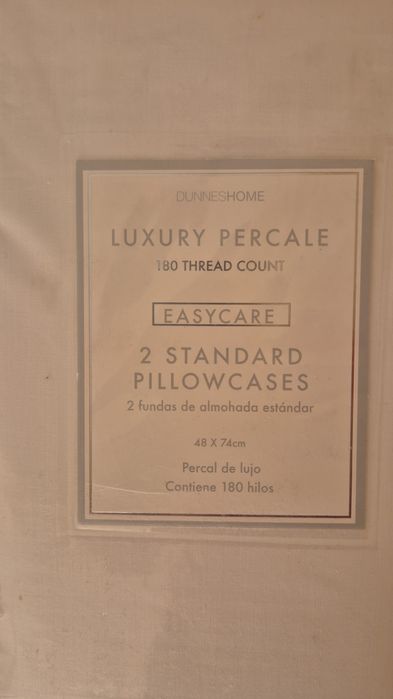 DUNNESHOME
LUXURY PERCALE
180 THREAD COUNT
EASYCARE
2 STANDARD
PILLOWCASES
2 fundas de almohada estándar
48 X 74cm
Percal de lujo
Contiene 180 hilos